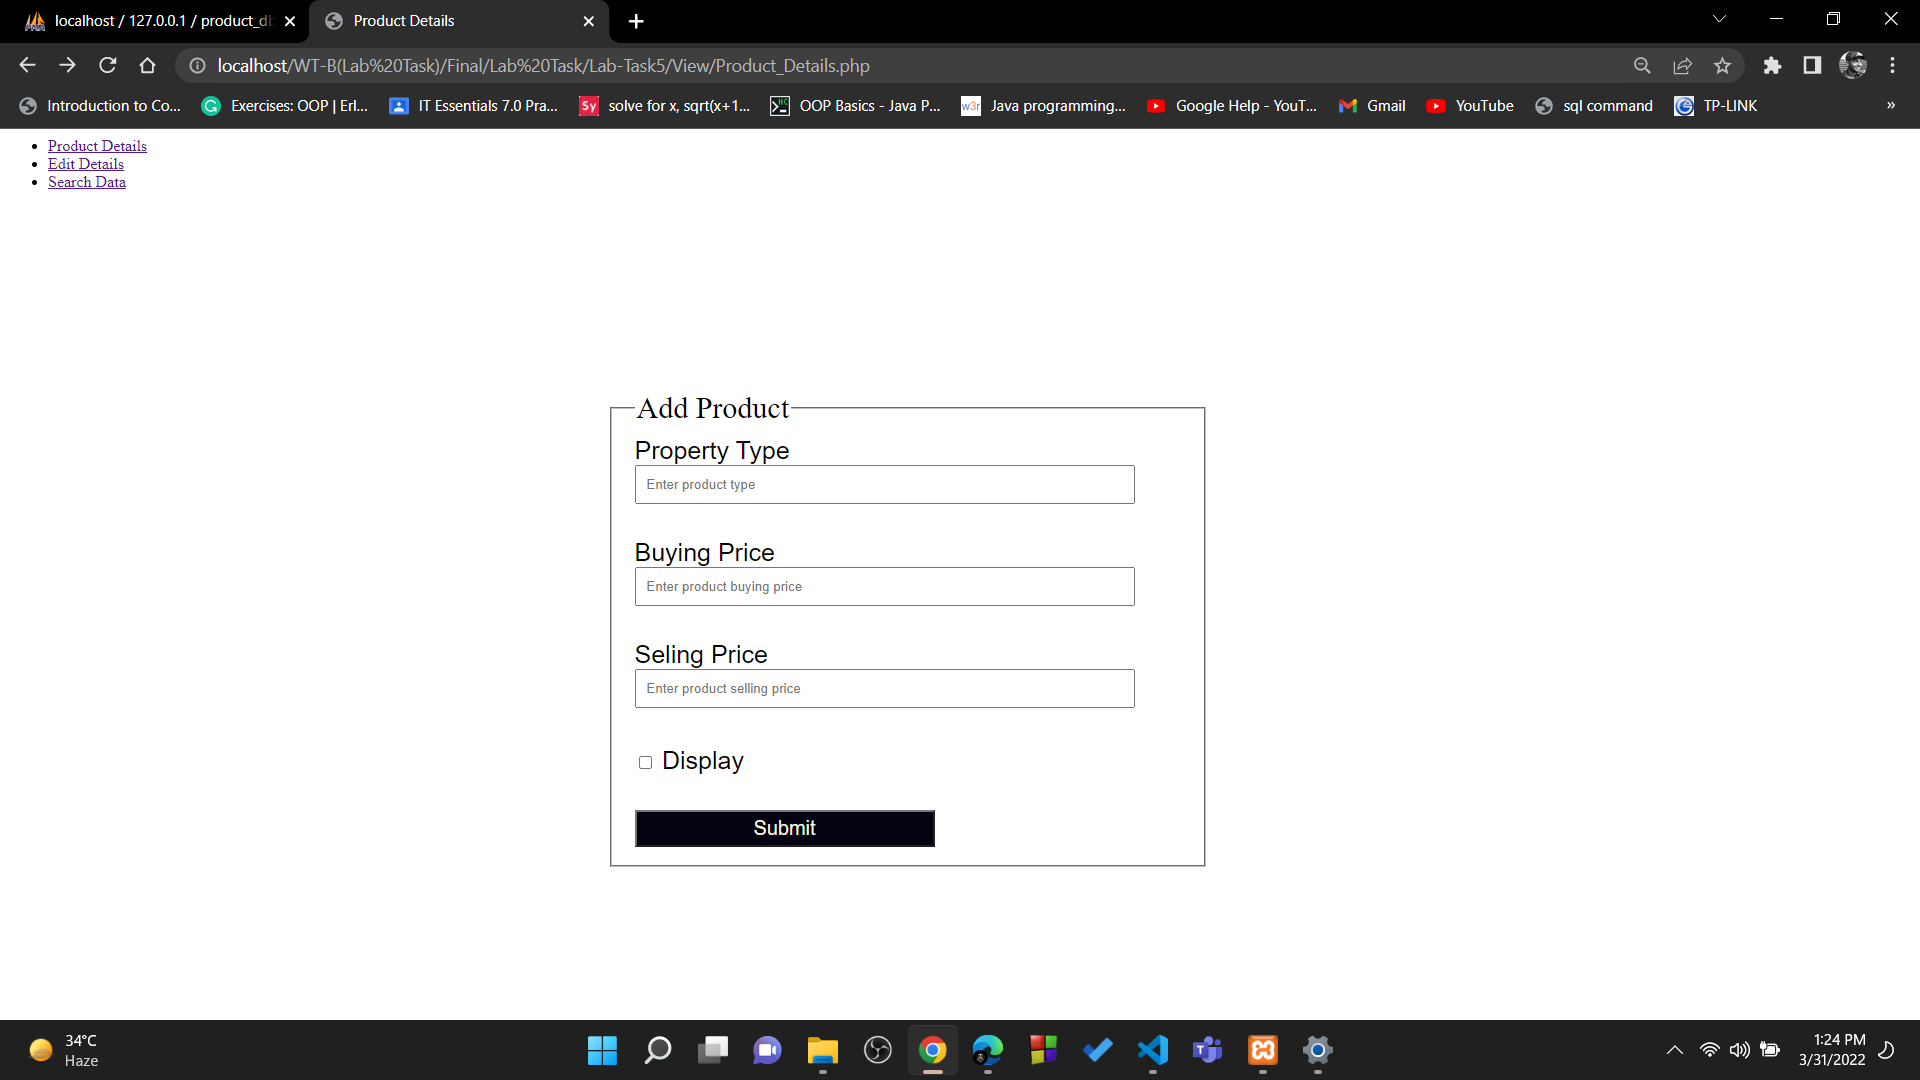 localhost / 127.0.0.1 / product_db
Product Details
localhost/WT-B(Lab%20Task)/Final/Lab%20Task/Lab-Task5/View/Product_Details.php
Introduction to Co...
Exercises: OOP | Erl...
IT Essentials 7.0 Pra...
Sy
solve for x, sqrt(x+1...
OOP Basics - Java P...
w3r
Java programming...
Google Help - YouT...
Gmail
YouTube
sql command
TP-LINK
»
Product Details
Edit Details
Search Data
Add Product
Property Type
Enter product type
Buying Price
Enter product buying price
Seling Price
Enter product selling price
Display
Submit
34°C
Haze
1:24 PM
3/31/2022